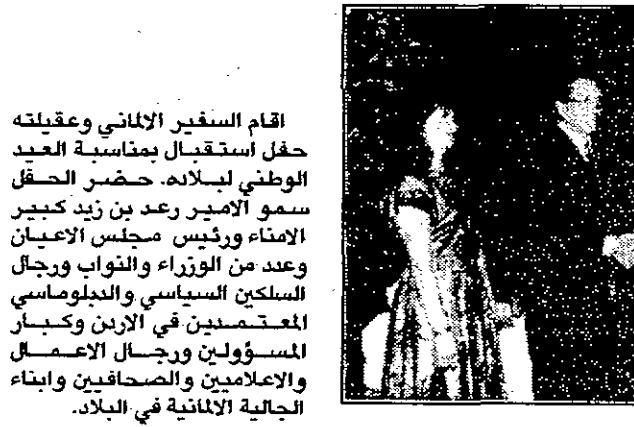 اقام السفير الالماني وعقيلته
حفل استقبال بمناسبة العيد
الوطني لبلاده. حضر الحفل
سمو الامير رعد بن زيد كبير
الامناء ورئيس مجلس الاعيان
وعدد من الوزراء والنواب ورجال
السلكين السياسي والدبلوماسي
المعتمدين في الاردن وكبار
المسؤولين ورجال الاعمال
والاعلاميين والصحافيين وابناء
الجالية الالمانية في البلاد.